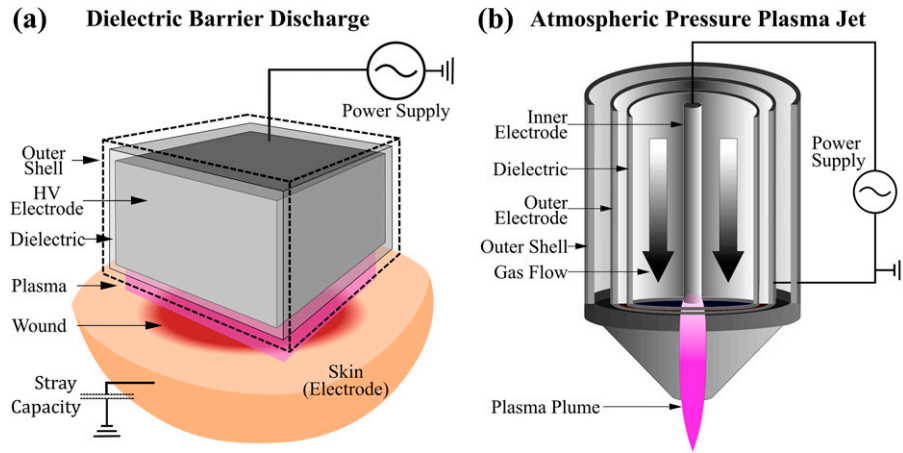 (a) Dielectric Barrier Discharge
Power Supply
Outer
Shell
HV
Electrode
Dielectric
Plasma
Wound
Skin
(Electrode)
Stray
Capacity
(b) Atmospheric Pressure Plasma Jet
Inner
Electrode
Dielectric
Outer
Electrode
Outer Shell
Gas Flow
Power
Supply
Plasma Plume